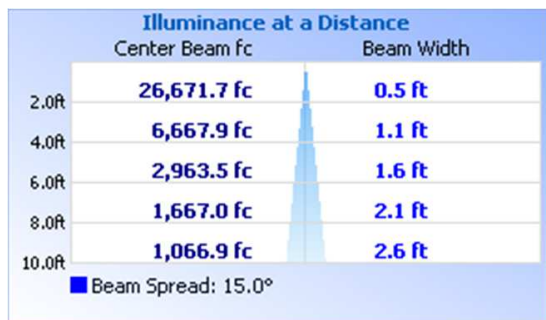 Illuminance at a Distance
Center Beam fc Beam Width
26,671.7 fc 0.5 ft
2.0ft
6,667.9 fc 1.1 ft
4.0ft
2,963.5 fc 1.6 ft
6.0ft
1,667.0 fc 2.1 ft
8.0ft
1,066.9 fc 2.6 ft
10.0ft
Beam Spread: 15.0°